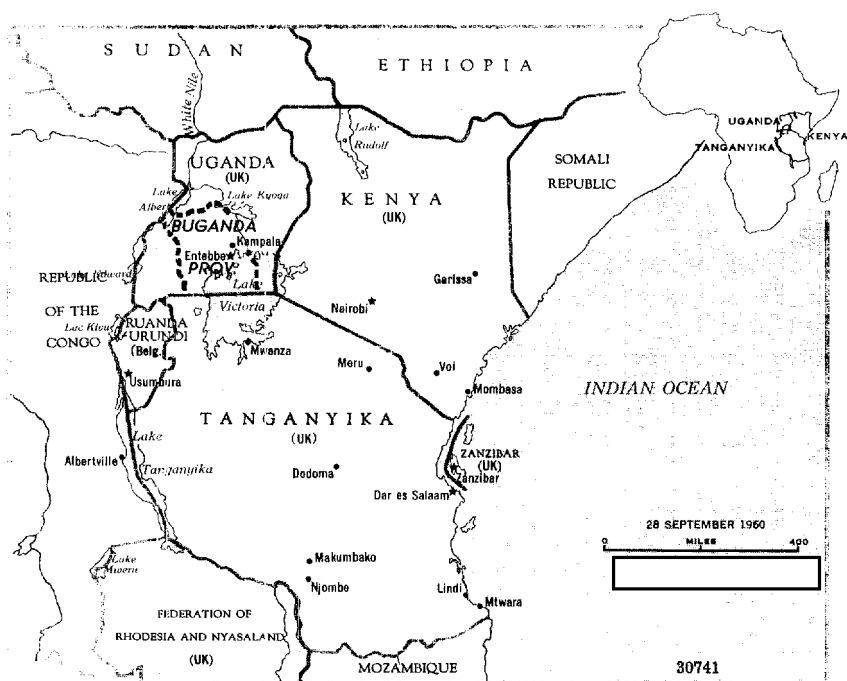 SUDAN
ETHIOPIA
White Nile
Lake
Rudolf
UGANDA
(UK)
Lake
Albert
Lake Kyoga
KENYA
(UK)
SOMALI
REPUBLIC
UGANDA
KENYA
TANGANYIKA
BUGANDA
PROV.
Kampala
Entebbe
REPUBLIC
OF THE
CONGO
Lake
Victoria
Garissa
Nairobi
RUANDA
URUNDI
(Belg.
Usumbura
Mwanza
Meru
Voi
Mombasa
INDIAN OCEAN
TANGANYIKA
(UK)
Lake
Tanganyika
Albertville
Dodoma
ZANZIBAR
(UK)
Zanzibar
Dar es Salaam
28 SEPTEMBER 1960
0 MILES 400
Lake
Mweru
Makumbako
Njombe
Lindi
Mtwara
FEDERATION OF
RHODESIA AND NYASALAND
(UK)
MOZAMBIQUE
30741